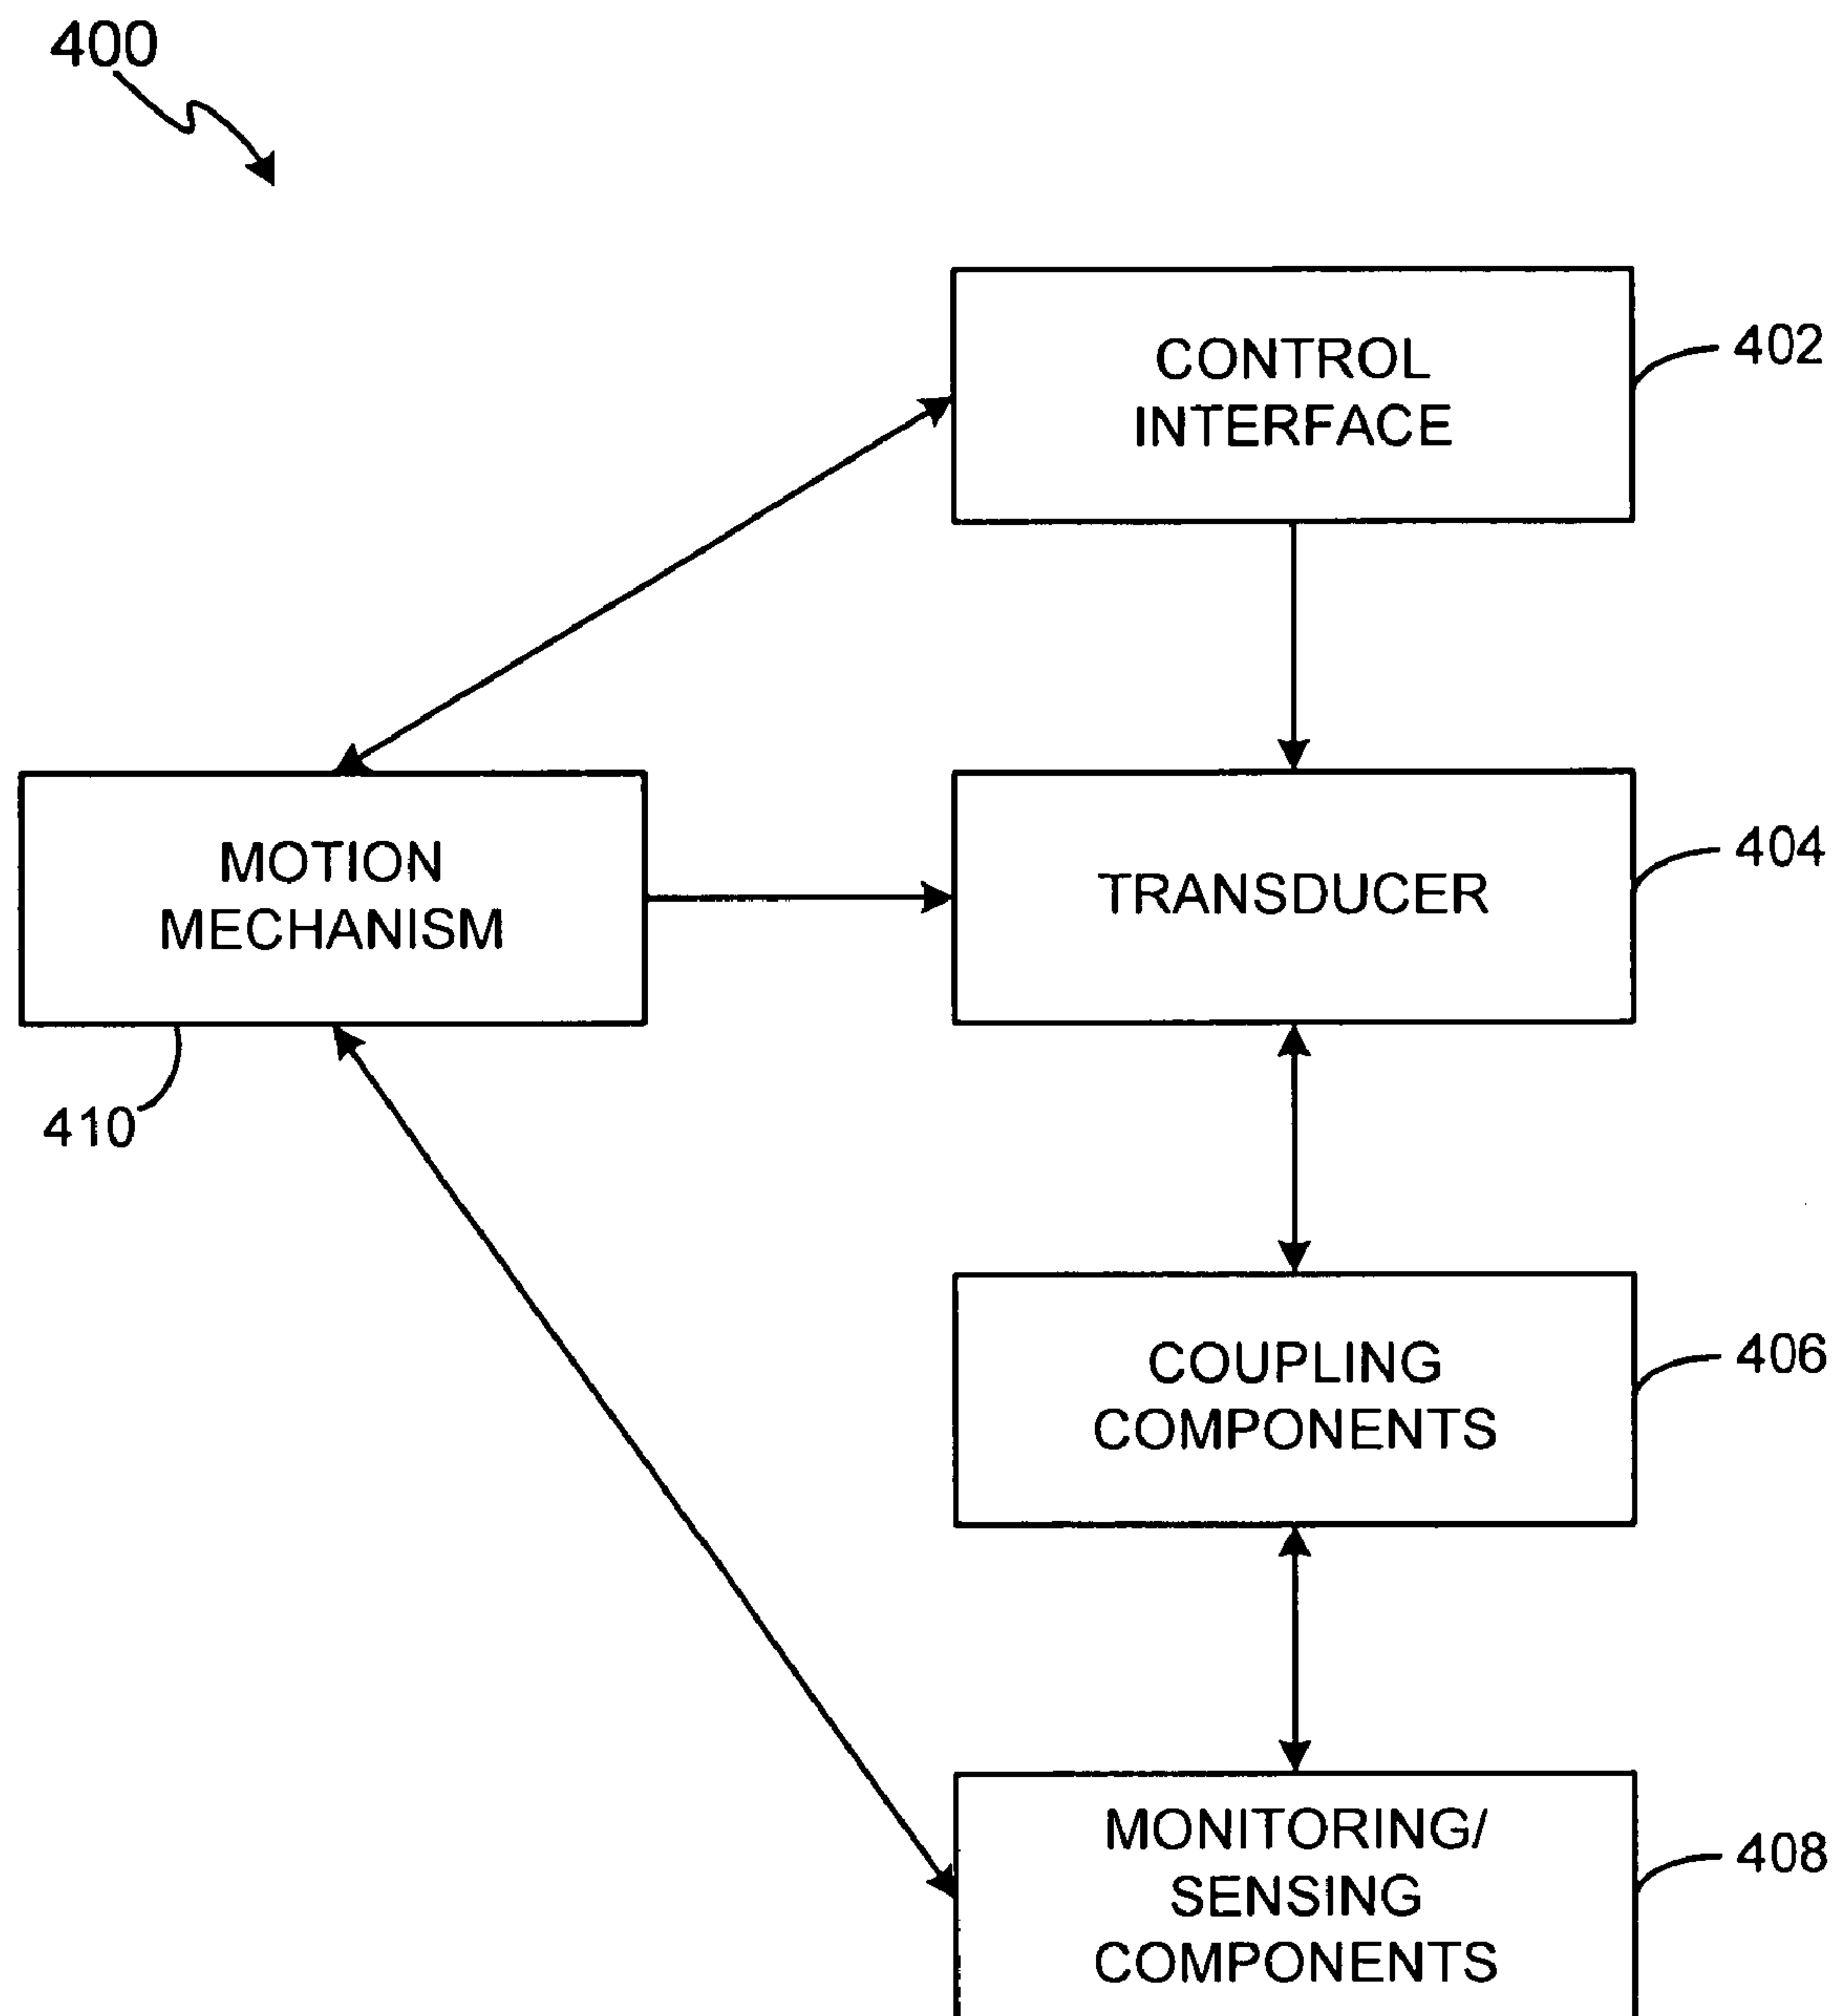 400
CONTROL
INTERFACE
402
MOTION
MECHANISM
410
TRANSDUCER
404
COUPLING
COMPONENTS
406
MONITORING/
SENSING
COMPONENTS
408